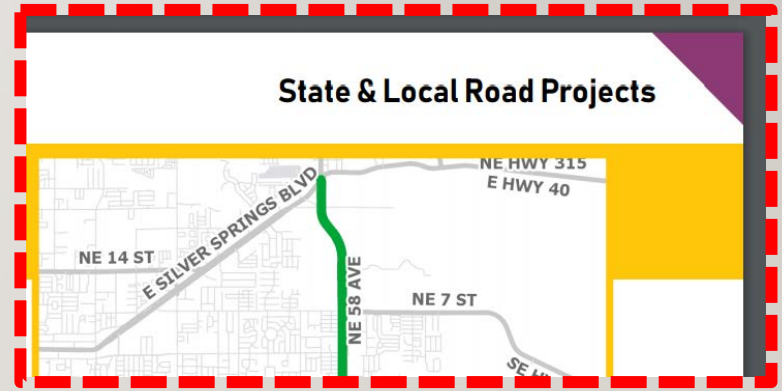 State & Local Road Projects
NE HWY 315
E HWY 40
E SILVER SPRINGS BLVD
NE 14 ST
NE 58 AVE
NE 7 ST